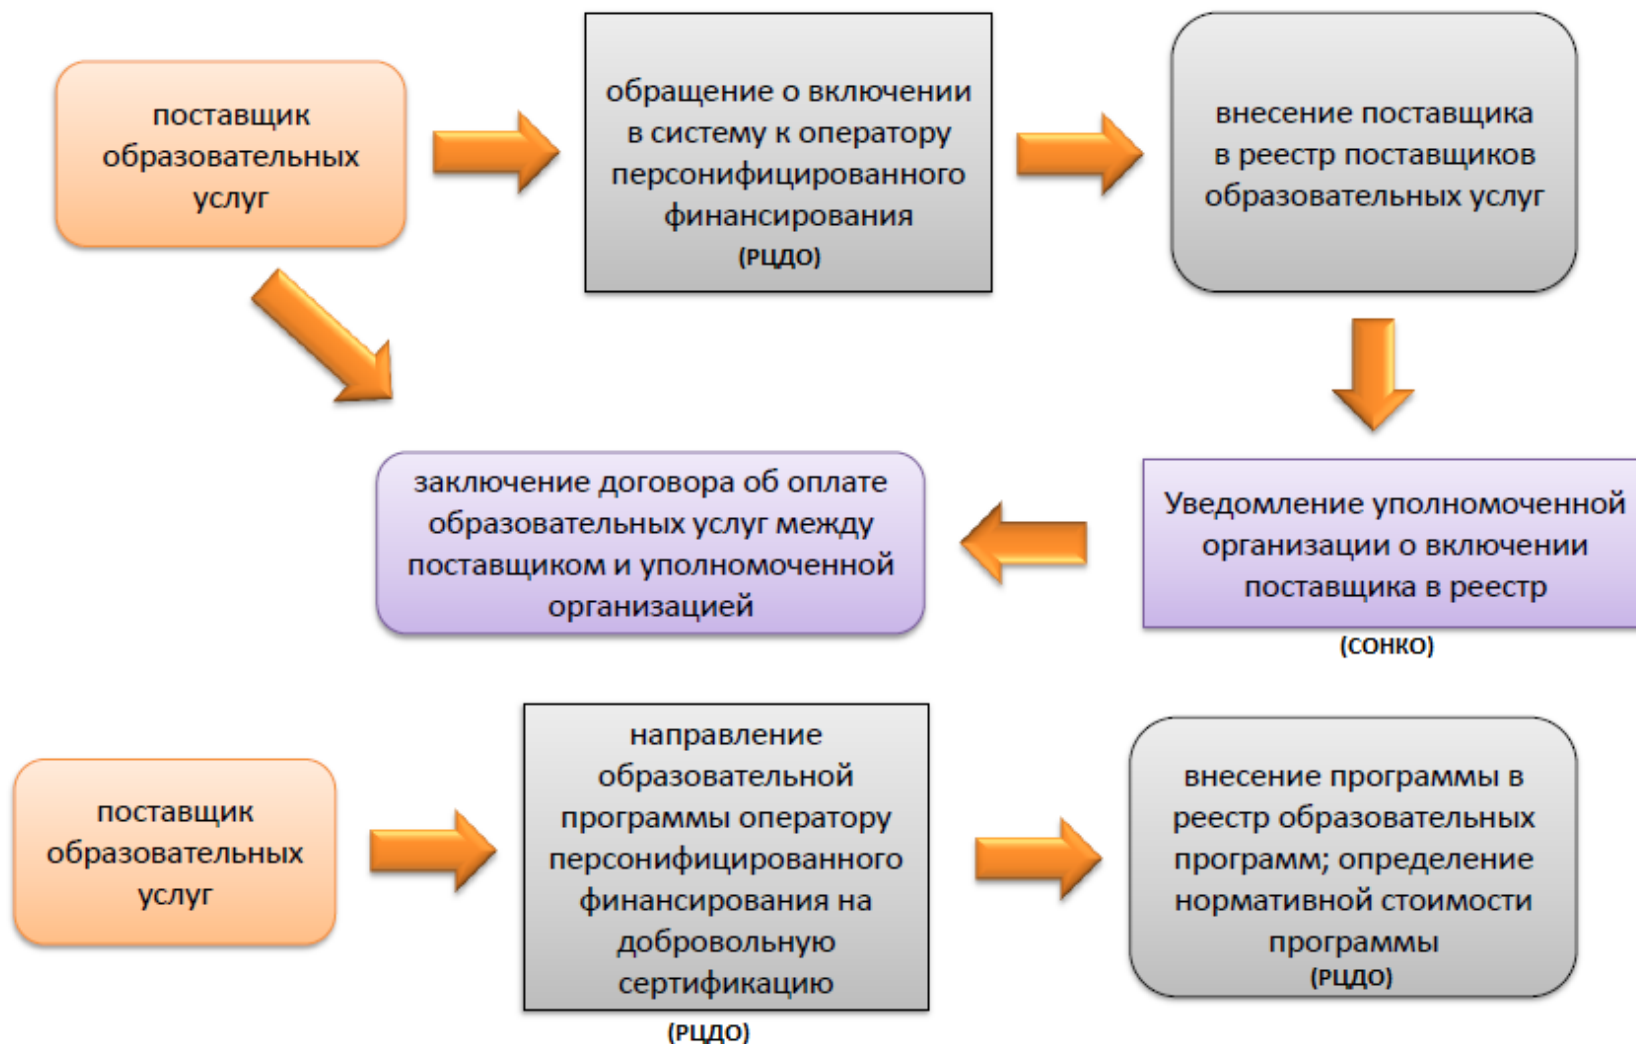 поставщик
образовательных
услуг
обращение о включении
в систему к оператору
персонифицированного
финансирования
(РЦДО)
внесение поставщика
в реестр поставщиков
образовательных услуг
заключение договора об оплате
образовательных услуг между
поставщиком и уполномоченной
организацией
Уведомление уполномоченной
организации о включении
поставщика в реестр
(СОНКО)
поставщик
образовательных
услуг
направление
образовательной
программы оператору
персонифицированного
финансирования на
добровольную
сертификацию
(РЦДО)
внесение программы в
реестр образовательных
программ; определение
нормативной стоимости
программы
(РЦДО)